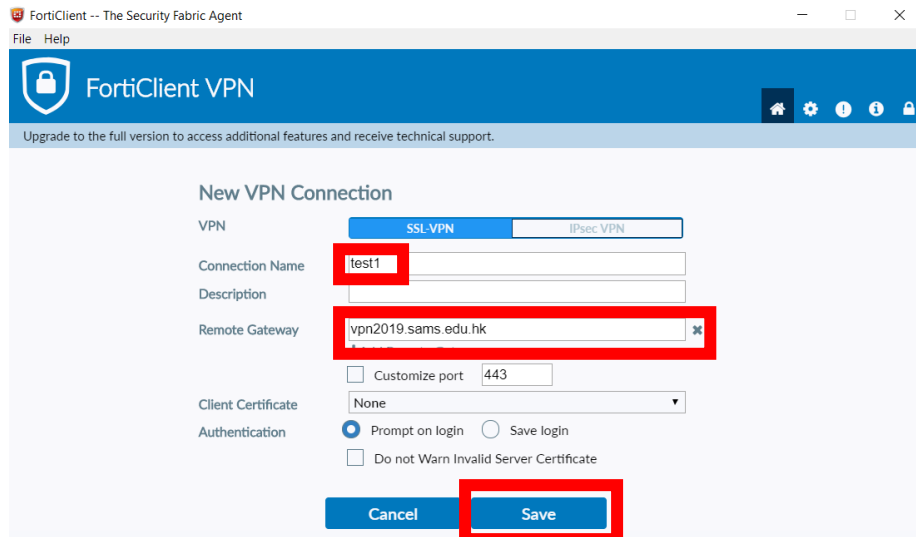 FortiClient -- The Security Fabric Agent
File Help
FortiClient VPN
Upgrade to the full version to access additional features and receive technical support.
New VPN Connection
VPN SSL-VPN IPsec VPN
Connection Name test1
Description
Remote Gateway vpn2019.sams.edu.hk
Customize port 443
Client Certificate None
Authentication Prompt on login Save login
Do not Warn Invalid Server Certificate
Cancel Save